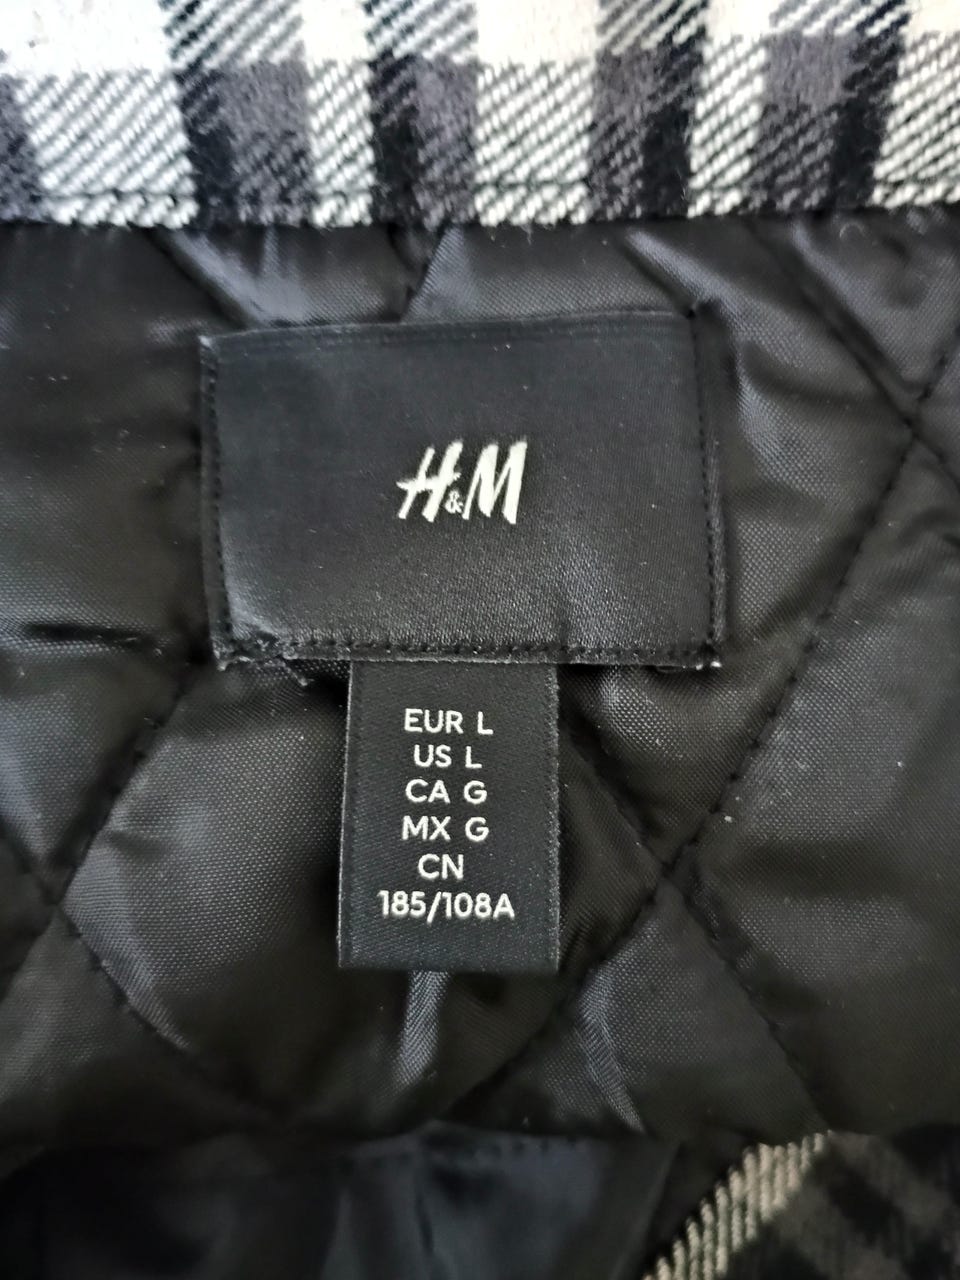 H&M
EUR L
US L
CA G
MX G
CN
185/108A